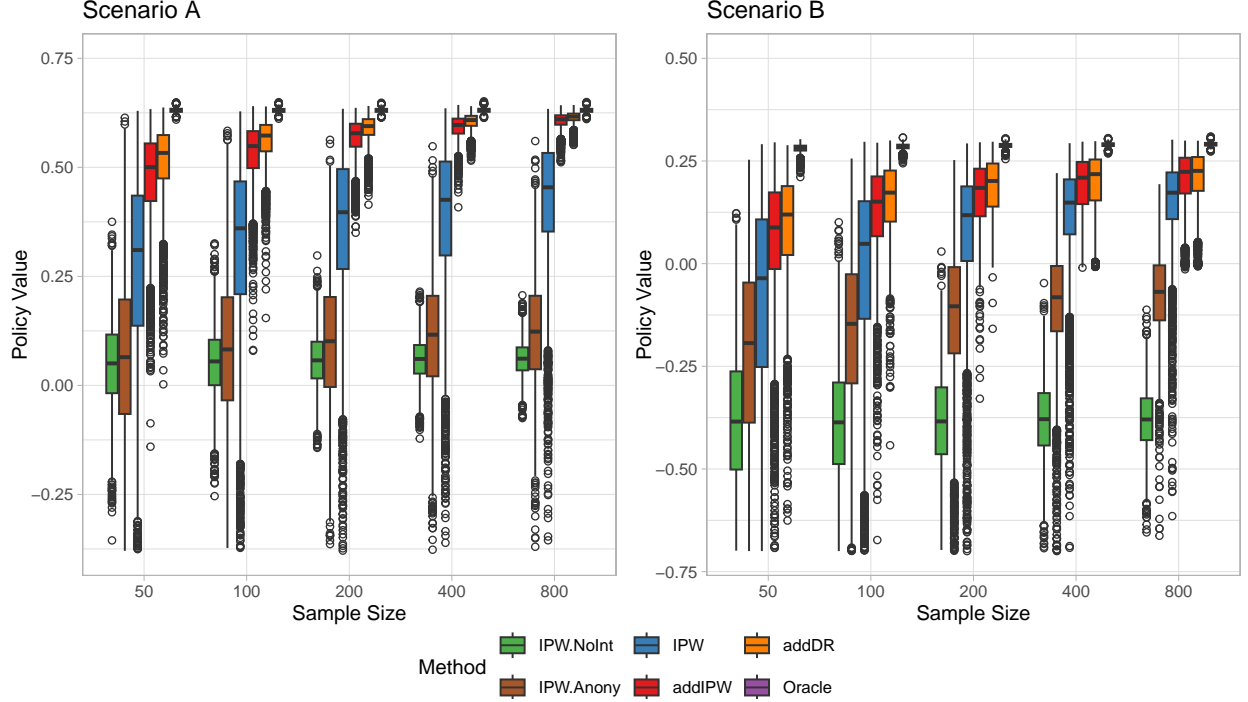 Scenario A
Scenario B
Policy Value
0.75
0.50
0.25
0.00
−0.25
50
100
200
400
800
Sample Size
Policy Value
0.50
0.25
0.00
−0.25
−0.50
−0.75
50
100
200
400
800
Sample Size
Method
IPW.NoInt
IPW
addDR
IPW.Anony
addIPW
Oracle